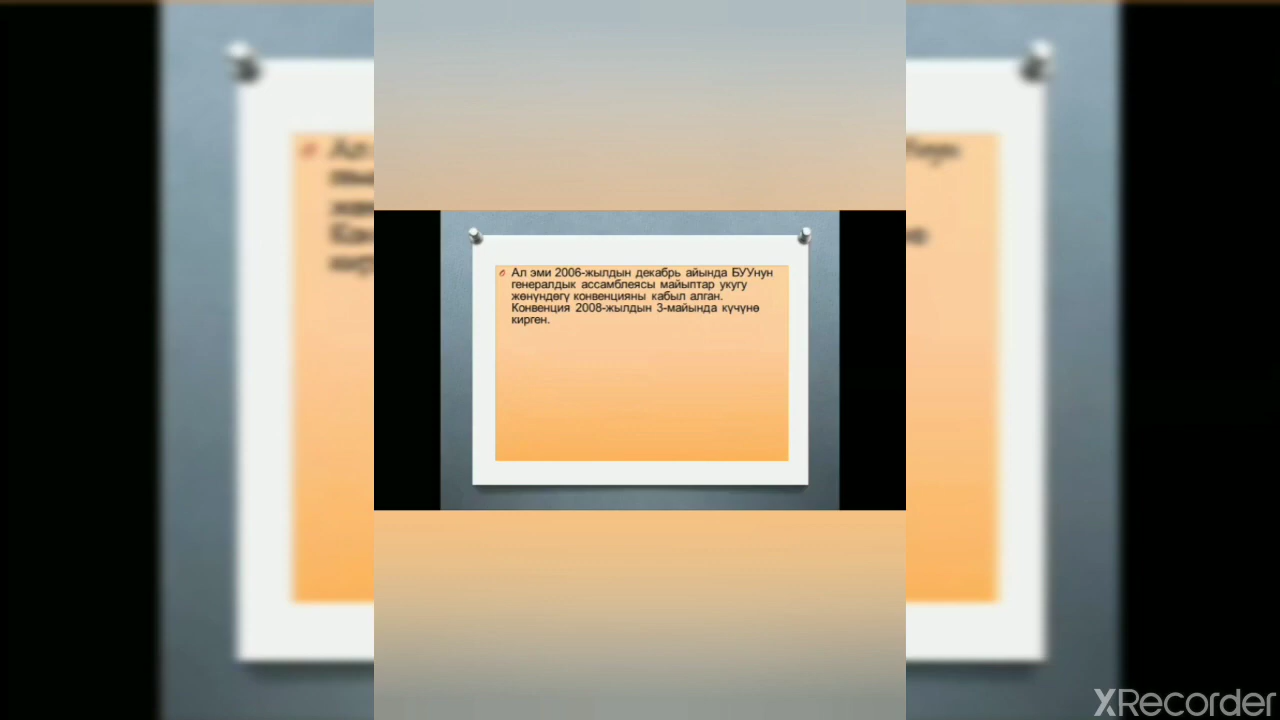 Ал эми 2006-жылдын декабрь айында БУУнун
генералдык ассамблеясы майыптар укугу
жөнүндөгү конвенцияны кабыл алган.
Конвенция 2008-жылдын 3-майында күчүнө
кирген.
XRecorder